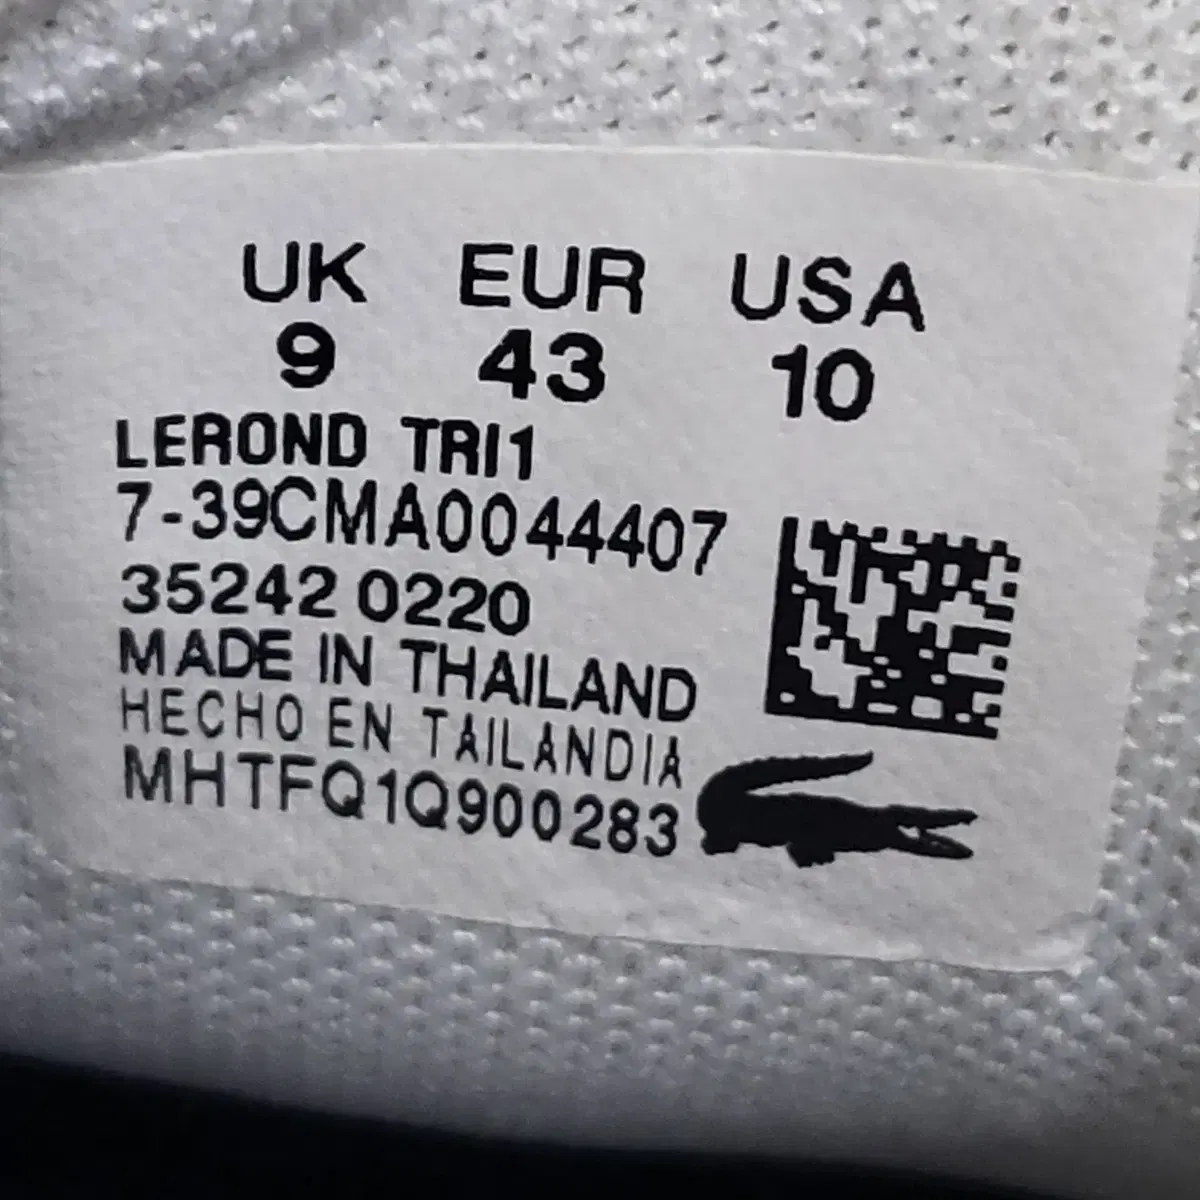 UK EUR USA
9 43 10
LEROND TRI1
7-39CMA0044407
35242 0220
MADE IN THAILAND
HECHO EN TAILANDIA
MHTFQ1Q900283